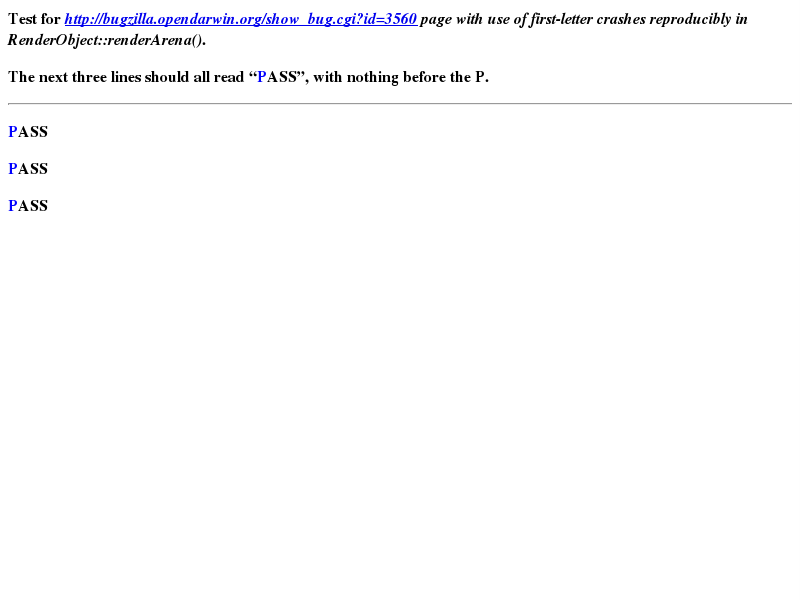 Test for http://bugzilla.opendarwin.org/show_bug.cgi?id=3560 page with use of first-letter crashes reproducibly in
RenderObject::renderArena().
The next three lines should all read “PASS”, with nothing before the P.
PASS
PASS
PASS